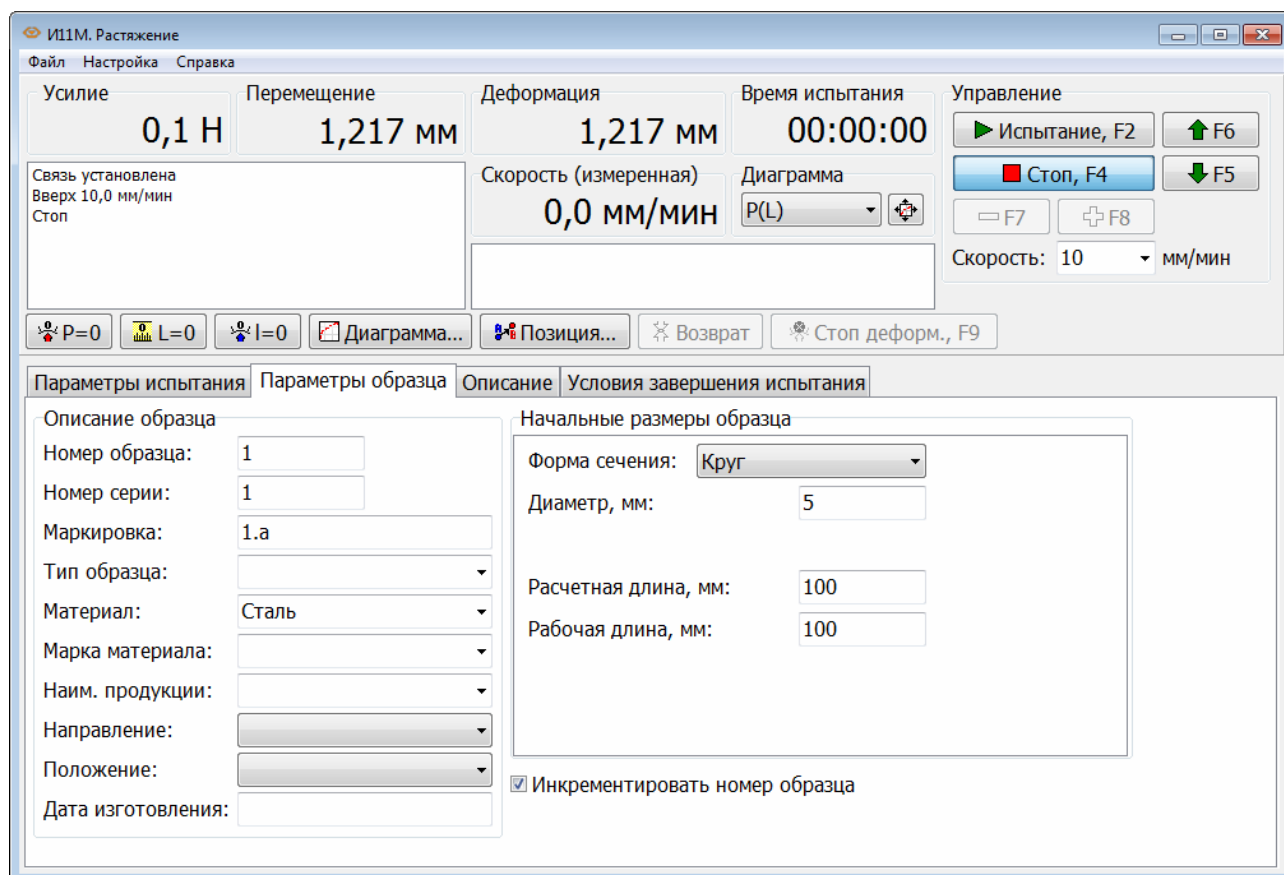 И11М. Растяжение
Файл Настройка Справка
Усилие Перемещение Деформация Время испытания Управление
0,1 Н 1,217 мм 1,217 мм 00:00:00 Испытание, F2 F6
Связь установлена
Вверх 10,0 мм/мин
Стоп
Скорость (измеренная) Диаграмма Стоп, F4 F5
0,0 мм/мин P(L) F7 F8
Скорость: 10 мм/мин
P=0 0 L=0 l=0 Диаграмма... Позиция... Возврат Стоп деформ., F9
Параметры испытания Параметры образца Описание Условия завершения испытания
Описание образца
Номер образца: 1
Номер серии: 1
Маркировка: 1.а
Тип образца:
Материал: Сталь
Марка материала:
Наим. продукции:
Направление:
Положение:
Дата изготовления:
Начальные размеры образца
Форма сечения: Круг
Диаметр, мм: 5
Расчетная длина, мм: 100
Рабочая длина, мм: 100
Инкрементировать номер образца